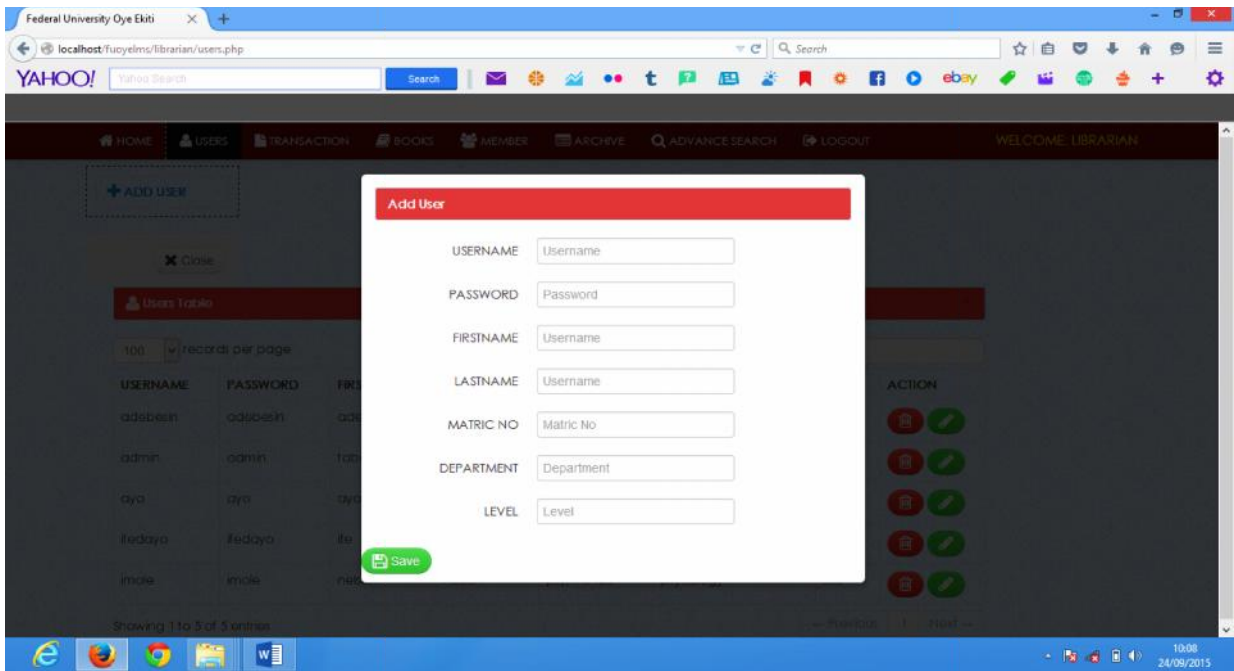 Federal University Oye Ekiti
localhost/fuoyelms/librarian/users.php
Search
YAHOO! Yahoo Search Search ebay
HOME USERS TRANSACTION BOOKS MEMBER ARCHIVE ADVANCE SEARCH LOGOUT WELCOME: LIBRARIAN
ADD USER
Close
Users Table
100 records per page
USERNAME PASSWORD ACTION
adebesin adebesin
admin admin
ayo ayo
ifedayo ifedayo ife
imole imole
Showing 1 to 5 of 5 entries
← Previous 1 Next →
Add User
USERNAME Username
PASSWORD Password
FIRSTNAME Username
LASTNAME Username
MATRIC NO Matric No
DEPARTMENT Department
LEVEL Level
Save
10:08
24/09/2015